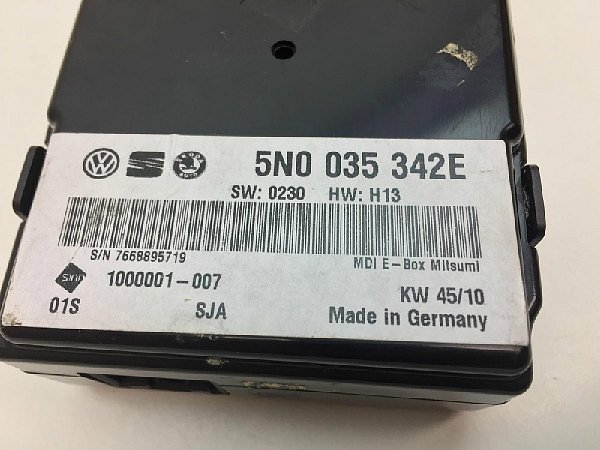 5N0 035 342E
SW: 0230 HW: H13
S/N 7668895719
MDI E-Box Mitsumi
1000001-007
KW 45/10
01S
SJA
Made in Germany